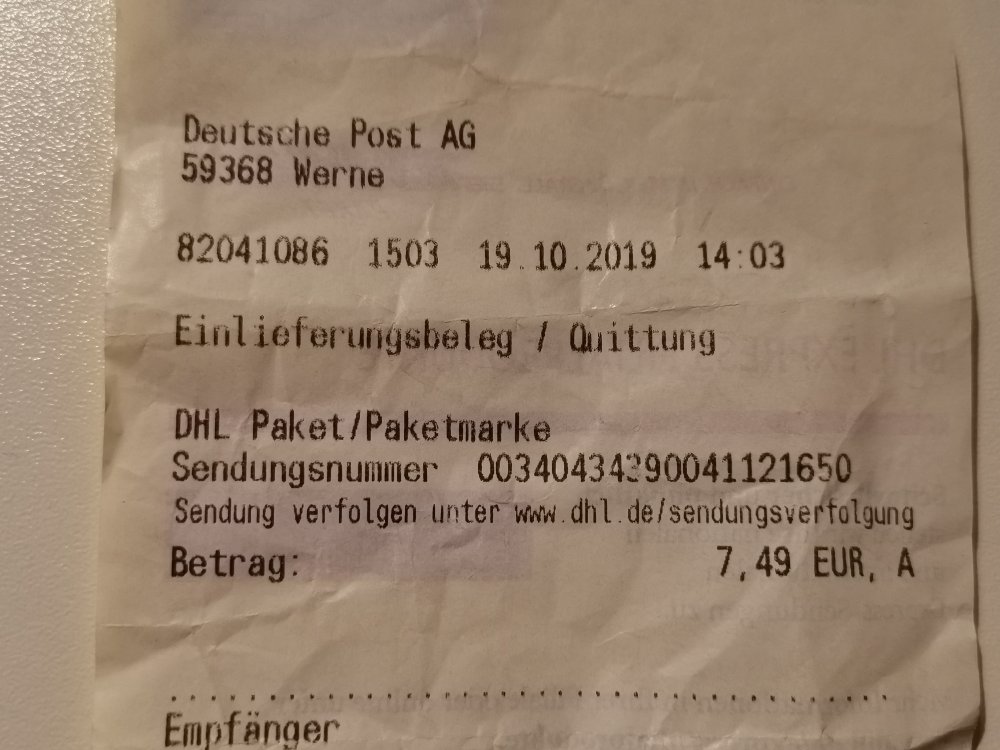 Deutsche Post AG
59368 Werne
82041086 1503 19.10.2019 14:03
Einlieferungsbeleg / Quittung
DHL Paket/Paketmarke
Sendungsnummer 00340434390041121650
Sendung verfolgen unter www.dhl.de/sendungsverfolgung
Betrag: 7,49 EUR, A
........................................
Empfänger